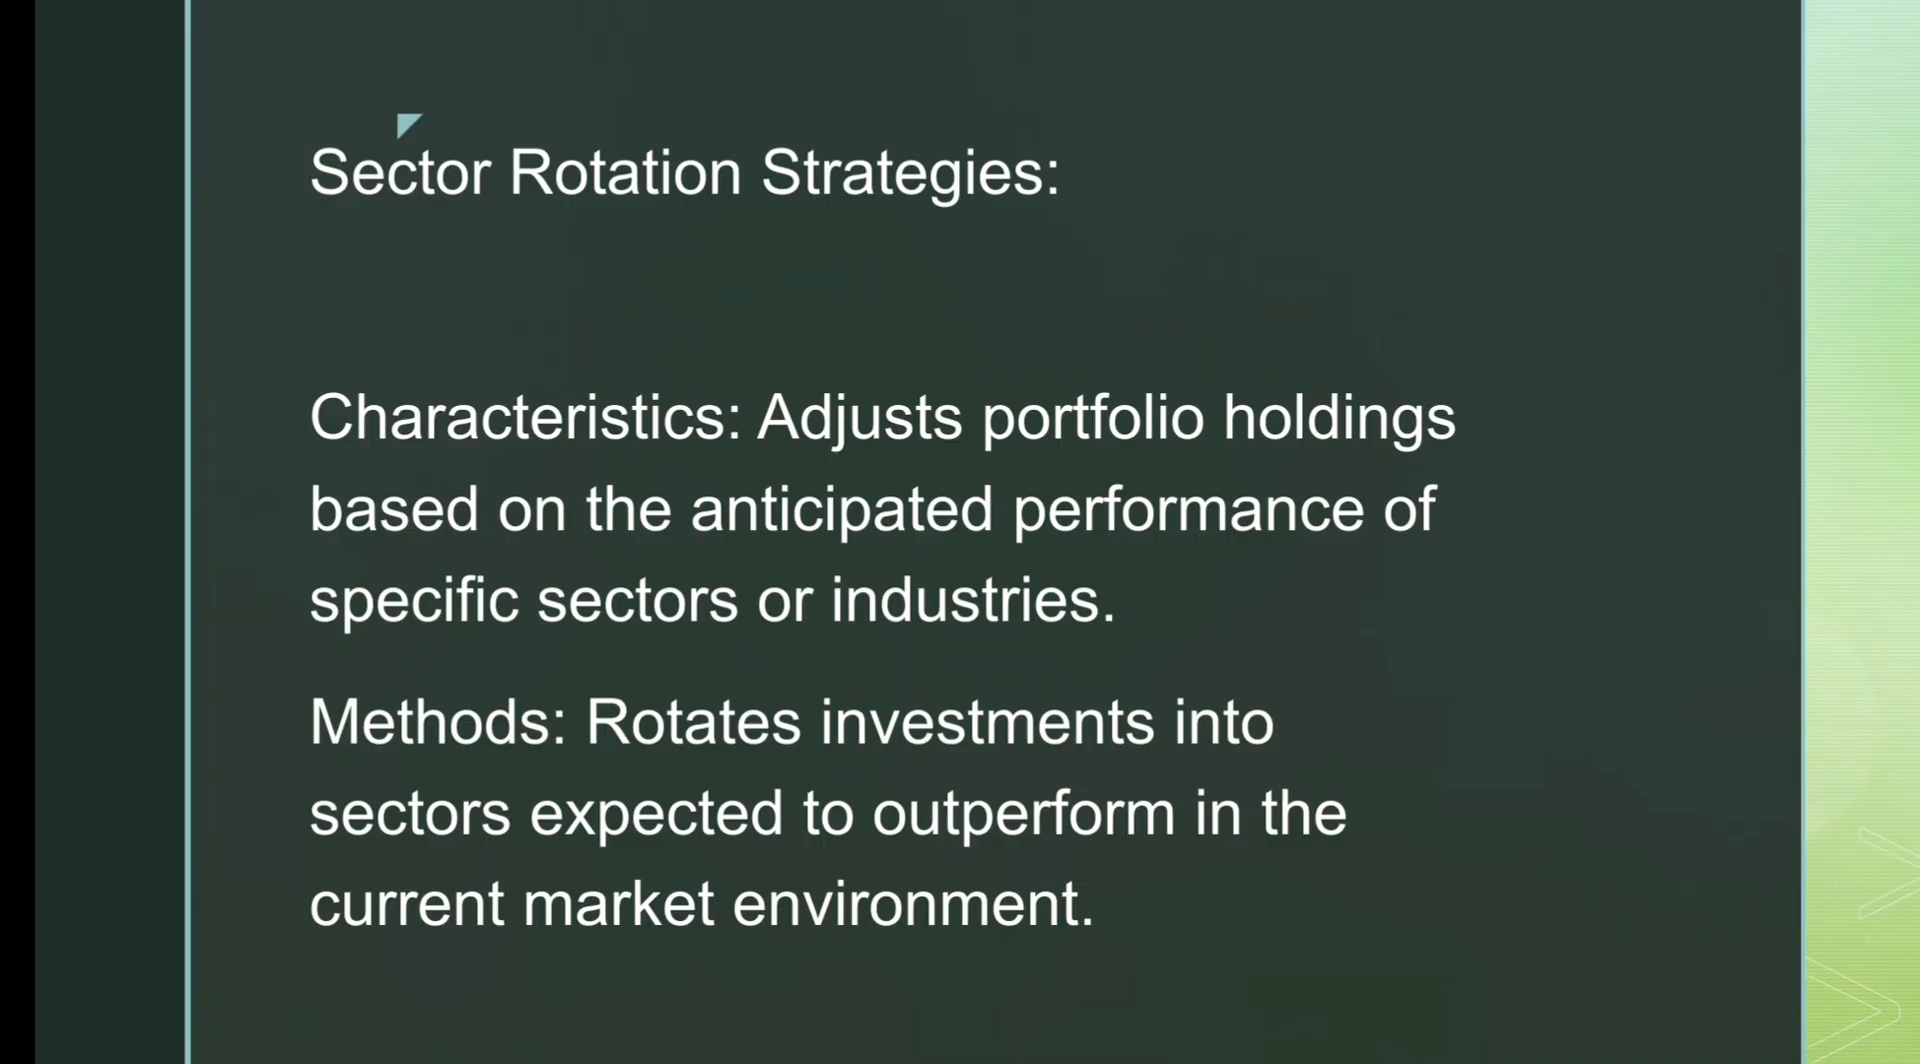 Sector Rotation Strategies:
Characteristics: Adjusts portfolio holdings
based on the anticipated performance of
specific sectors or industries.
Methods: Rotates investments into
sectors expected to outperform in the
current market environment.